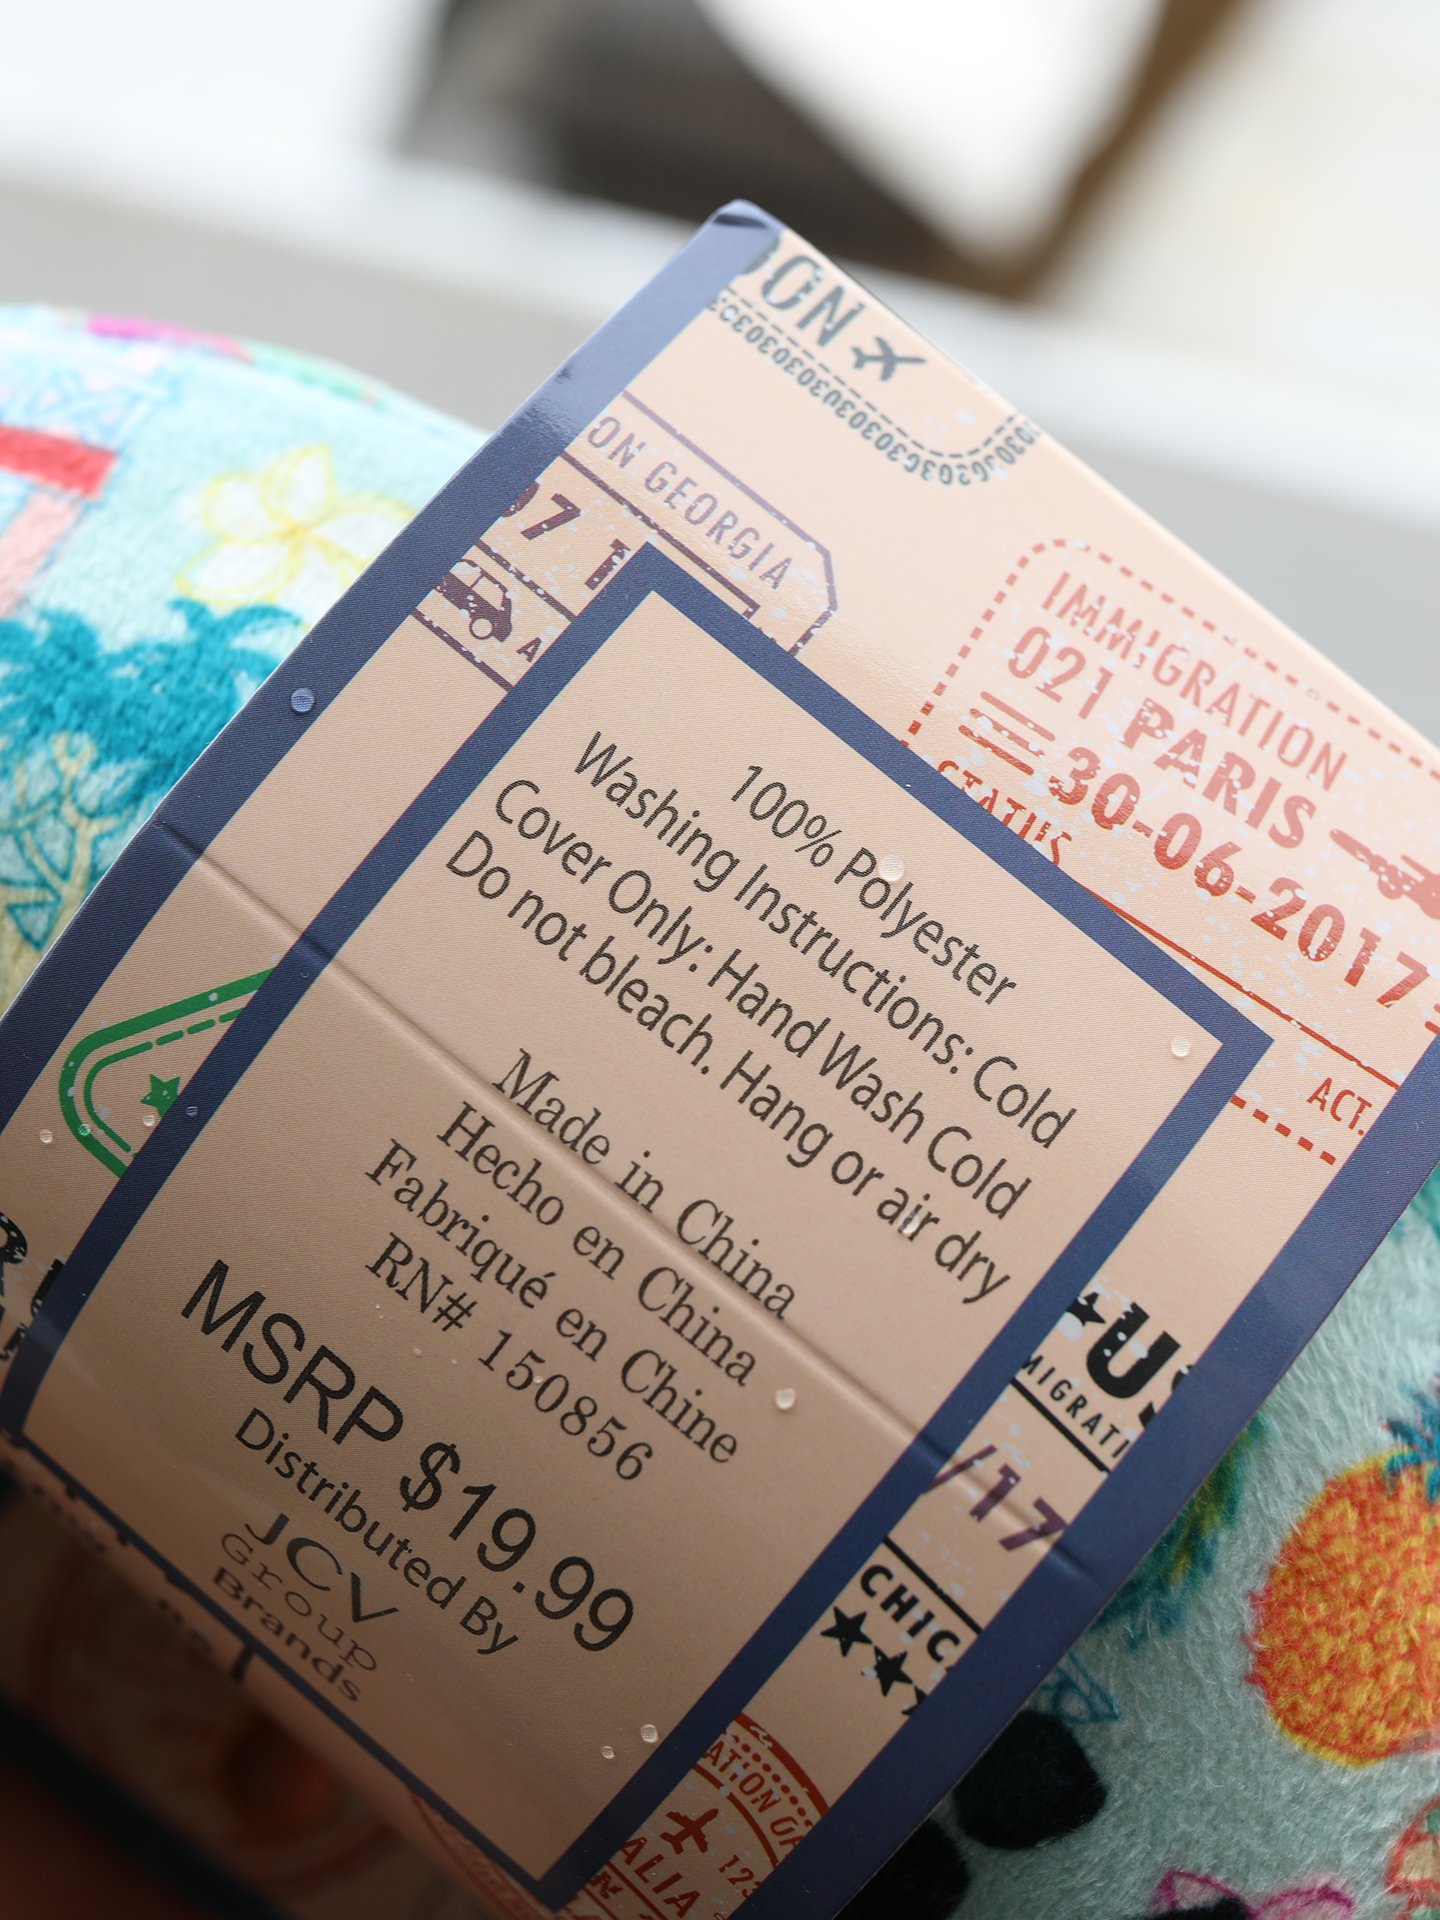 ON GEORGIA
IMMIGRATION
021 PARIS
30-06-2017
STATUS
ACT.
100% Polyester
Washing Instructions: Cold
Cover Only: Hand Wash Cold
Do not bleach. Hang or air dry
Made in China
Hecho en China
Fabriqué en Chine
RN# 150856
MSRP $19.99
Distributed By
JCV
Group
Brands
US
MIGRATI
/17
CHIC